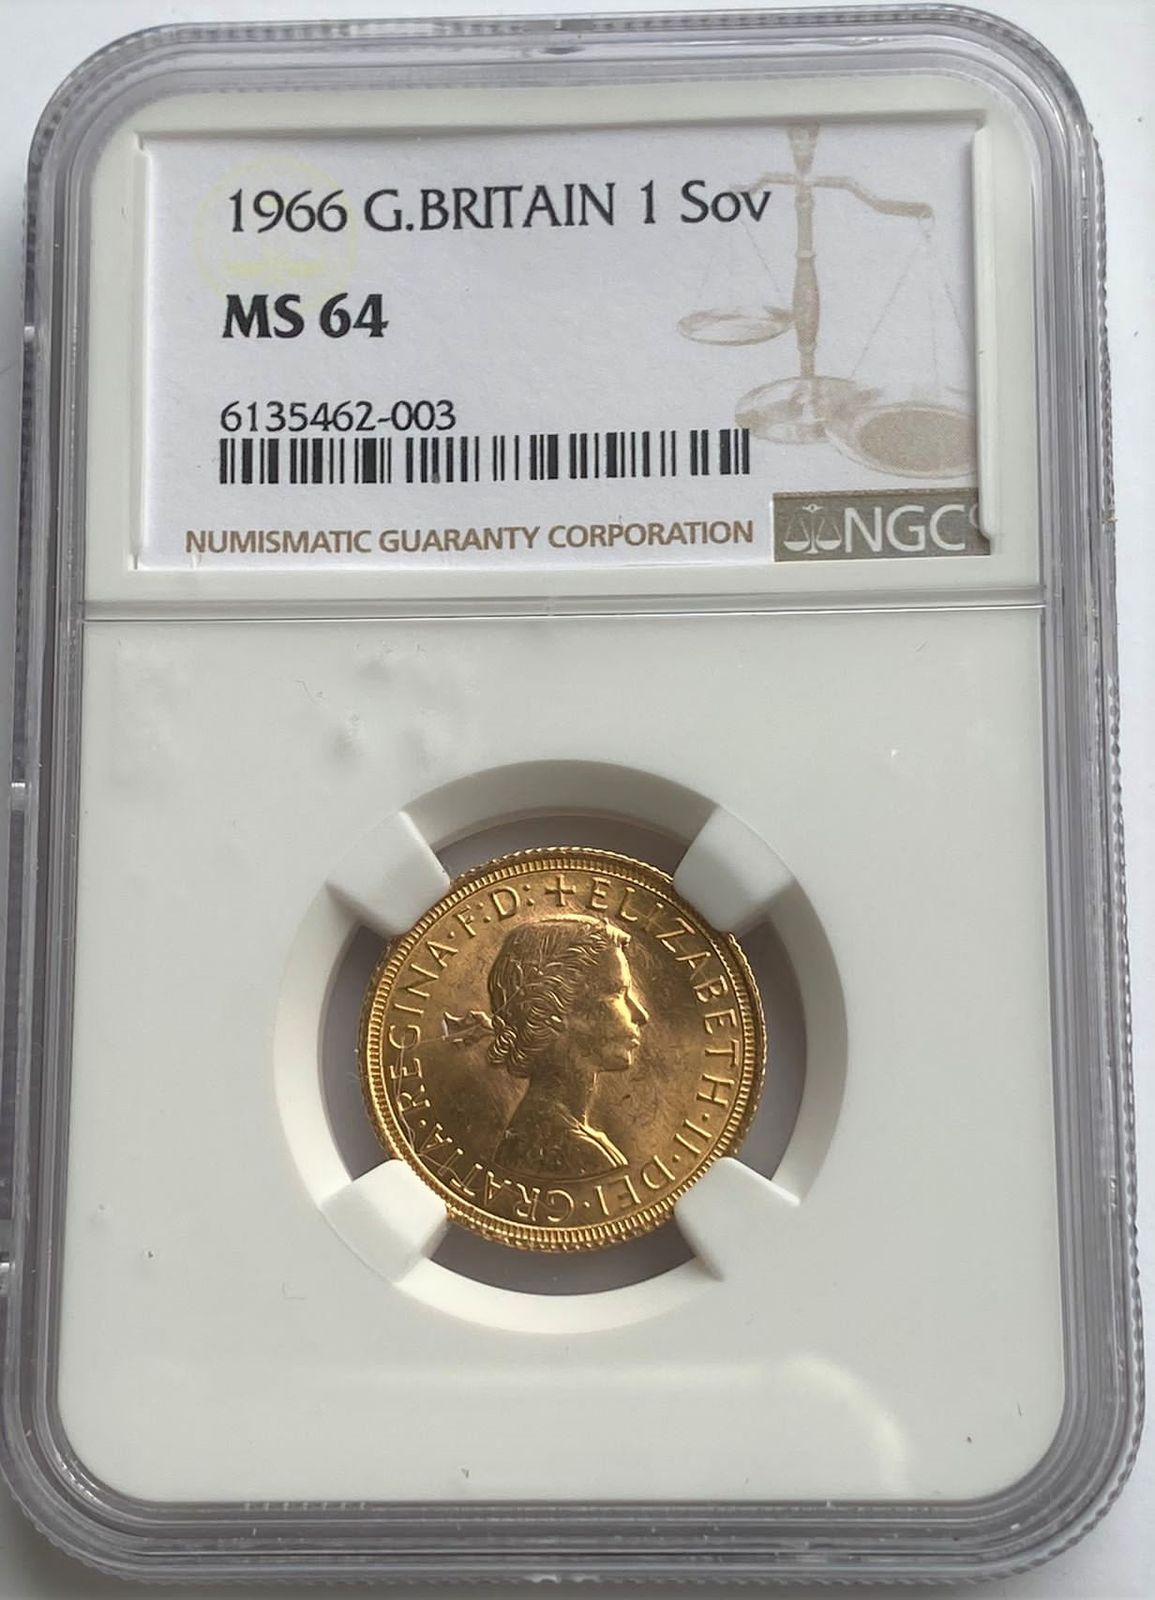 1966 G.BRITAIN 1 Sov
MS 64
6135462-003
NUMISMATIC GUARANTY CORPORATION
NGC
+ ELIZABETH · II · DEI · GRATIA · REGINA · F: D: